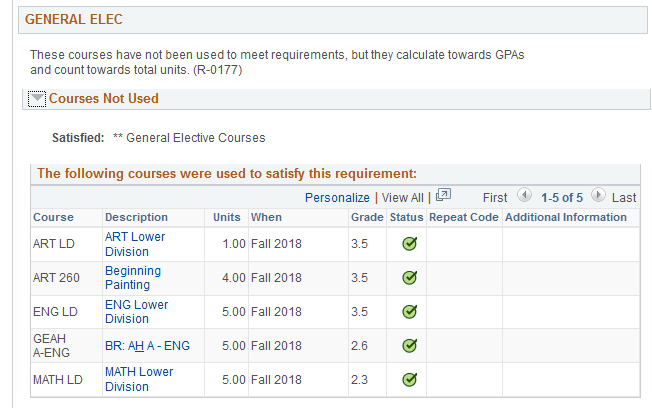 GENERAL ELEC
These courses have not been used to meet requirements, but they calculate towards GPAs
and count towards total units. (R-0177)
Courses Not Used
Satisfied: ** General Elective Courses
The following courses were used to satisfy this requirement:
Personalize | View All | First 1-5 of 5 Last
Course Description Units When Grade Status Repeat Code Additional Information
ART LD ART Lower Division 1.00 Fall 2018 3.5
ART 260 Beginning Painting 4.00 Fall 2018 3.5
ENG LD ENG Lower Division 5.00 Fall 2018 3.5
GEAH A-ENG BR: AH A - ENG 5.00 Fall 2018 2.6
MATH LD MATH Lower Division 5.00 Fall 2018 2.3